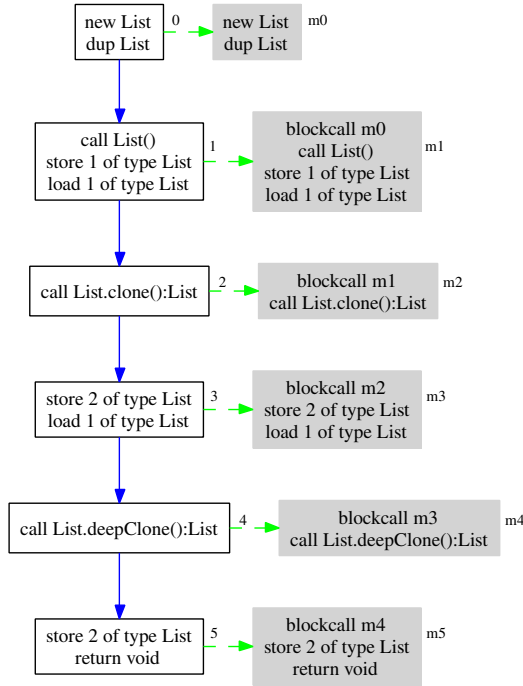 new List
dup List
0
new List
dup List
m0
call List()
store 1 of type List
load 1 of type List
1
blockcall m0
call List()
store 1 of type List
load 1 of type List
m1
call List.clone():List
2
blockcall m1
call List.clone():List
m2
store 2 of type List
load 1 of type List
3
blockcall m2
store 2 of type List
load 1 of type List
m3
call List.deepClone():List
4
blockcall m3
call List.deepClone():List
m4
store 2 of type List
return void
5
blockcall m4
store 2 of type List
return void
m5